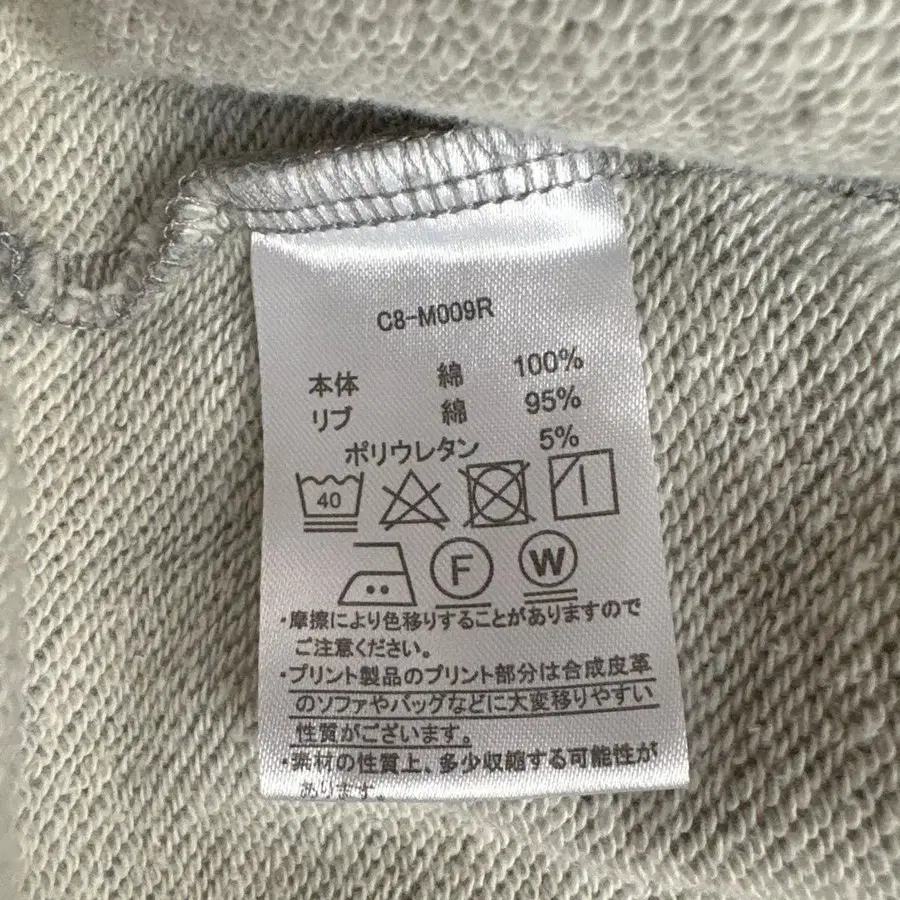 C8-M009R
本体 綿 100%
リブ 綿 95%
ポリウレタン 5%
40
F W
・摩擦により色移りすることがありますので
ご注意ください。
・プリント製品のプリント部分は合成皮革
のソファやバッグなどに大変移りやすい
性質がございます。
・素材の性質上、多少収縮する可能性が
あります。